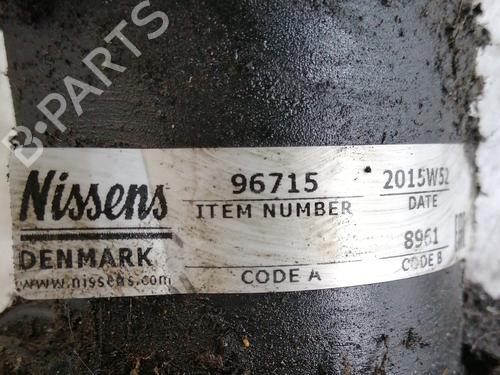 B-PARTS
Nissens
DENMARK
www.nissens.com
96715
ITEM NUMBER
CODE A
2015W52
DATE
8961
CODE B